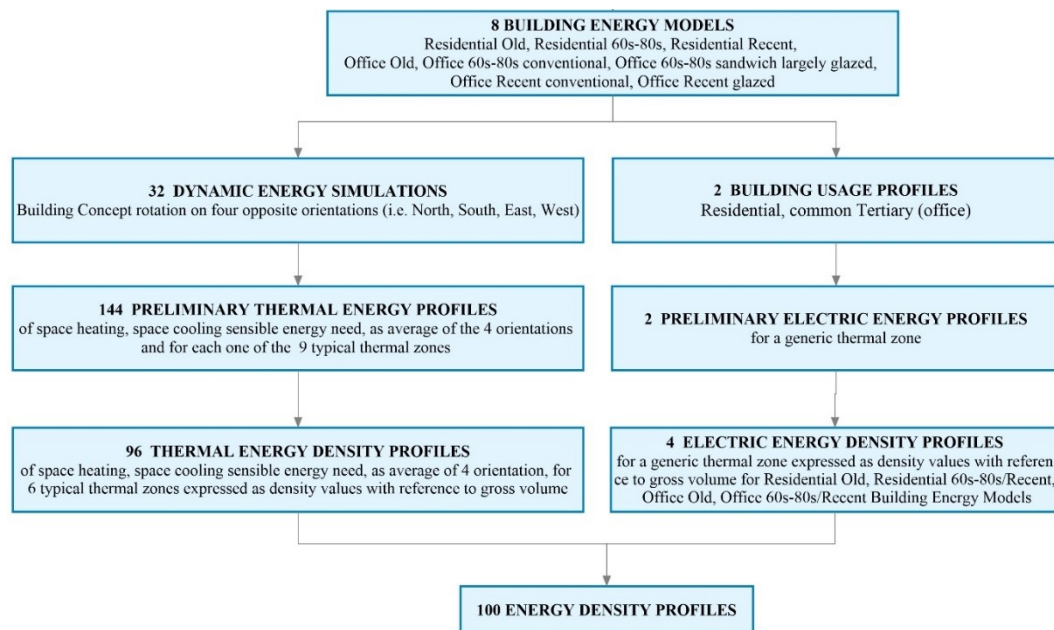 8 BUILDING ENERGY MODELS
Residential Old, Residential 60s-80s, Residential Recent,
Office Old, Office 60s-80s conventional, Office 60s-80s sandwich largely glazed,
Office Recent conventional, Office Recent glazed
32 DYNAMIC ENERGY SIMULATIONS
Building Concept rotation on four opposite orientations (i.e. North, South, East, West)
2 BUILDING USAGE PROFILES
Residential, common Tertiary (office)
144 PRELIMINARY THERMAL ENERGY PROFILES
of space heating, space cooling sensible energy need, as average of the 4 orientations
and for each one of the 9 typical thermal zones
2 PRELIMINARY ELECTRIC ENERGY PROFILES
for a generic thermal zone
96 THERMAL ENERGY DENSITY PROFILES
of space heating, space cooling sensible energy need, as average of 4 orientation, for
6 typical thermal zones expressed as density values with reference to gross volume
4 ELECTRIC ENERGY DENSITY PROFILES
for a generic thermal zone expressed as density values with referen
ce to gross volume for Residential Old, Residential 60s-80s/Recent,
Office Old, Office 60s-80s/Recent Building Energy Models
100 ENERGY DENSITY PROFILES